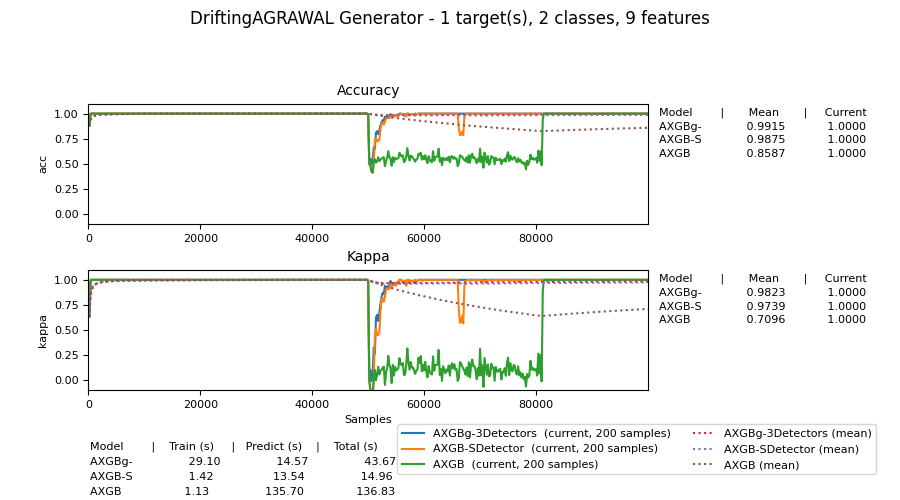 DriftingAGRAWAL Generator - 1 target(s), 2 classes, 9 features
Accuracy
1.00
0.75
0.50
0.25
0.00
acc
0 20000 40000 60000 80000
Model | Mean | Current
AXGBg- 0.9915 1.0000
AXGB-S 0.9875 1.0000
AXGB 0.8587 1.0000
Kappa
1.00
0.75
0.50
0.25
0.00
kappa
0 20000 40000 60000 80000
Samples
Model | Mean | Current
AXGBg- 0.9823 1.0000
AXGB-S 0.9739 1.0000
AXGB 0.7096 1.0000
Model | Train (s) | Predict (s) | Total (s)
AXGBg- 29.10 14.57 43.67
AXGB-S 1.42 13.54 14.96
AXGB 1.13 135.70 136.83
AXGBg-3Detectors (current, 200 samples)
AXGB-SDetector (current, 200 samples)
AXGB (current, 200 samples)
AXGBg-3Detectors (mean)
AXGB-SDetector (mean)
AXGB (mean)